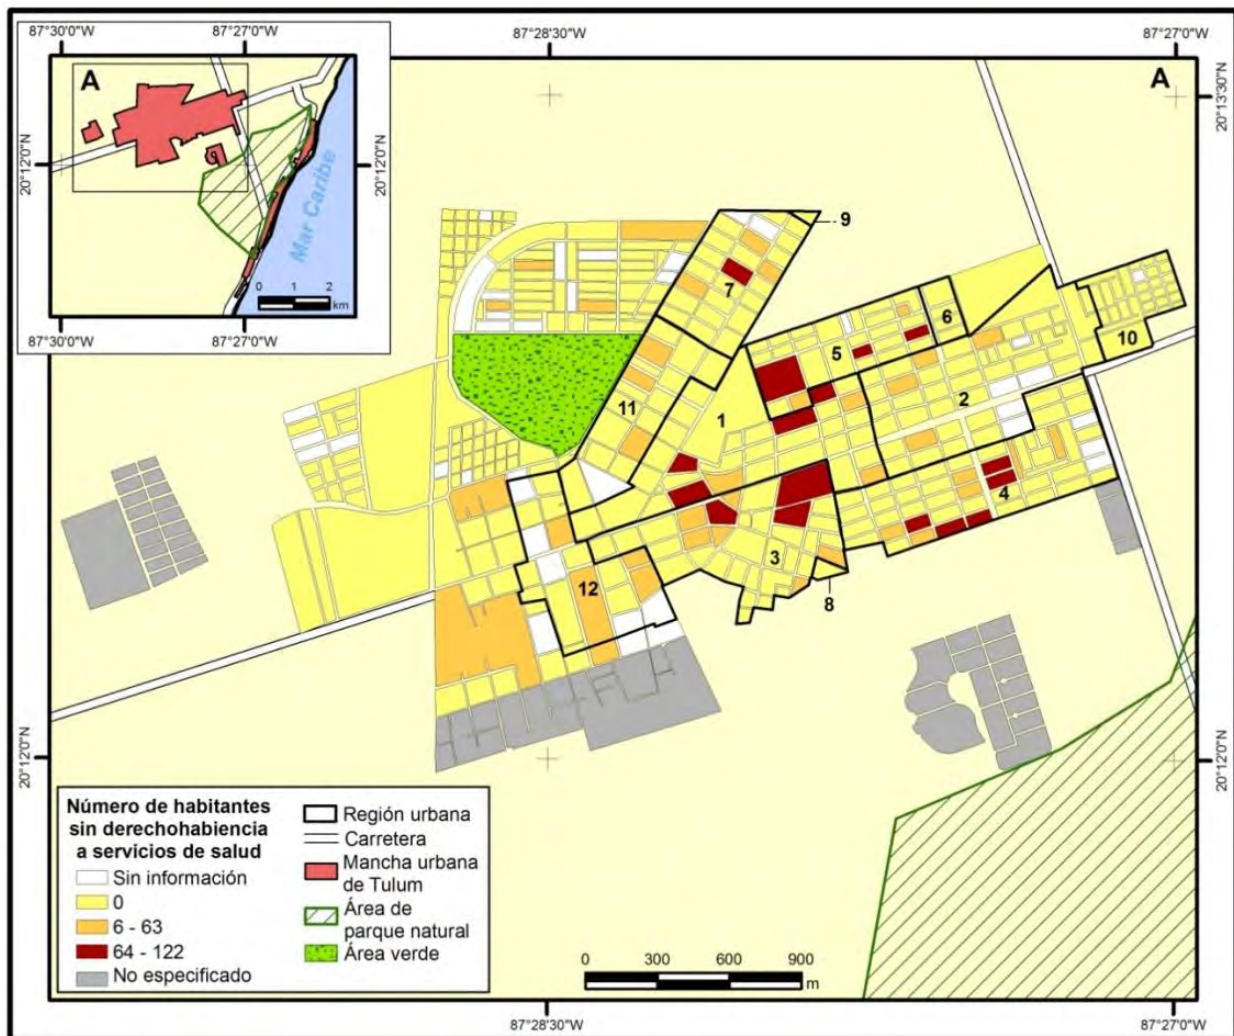 87°30'0"W
87°27'0"W
A
20°12'0"N
20°12'0"N
Mar Caribe
0 1 2
km
87°30'0"W
87°27'0"W
87°28'30"W
87°27'0"W
A
20°13'30"N
20°13'30"N
9
7
6
5
10
11
1
2
4
3
12
8
20°12'0"N
20°12'0"N
Número de habitantes
sin derechohabiencia
a servicios de salud
Sin información
0
6 - 63
64 - 122
No especificado
Región urbana
Carretera
Mancha urbana
de Tulum
Área de
parque natural
Área verde
0 300 600 900
m
87°28'30"W
87°27'0"W